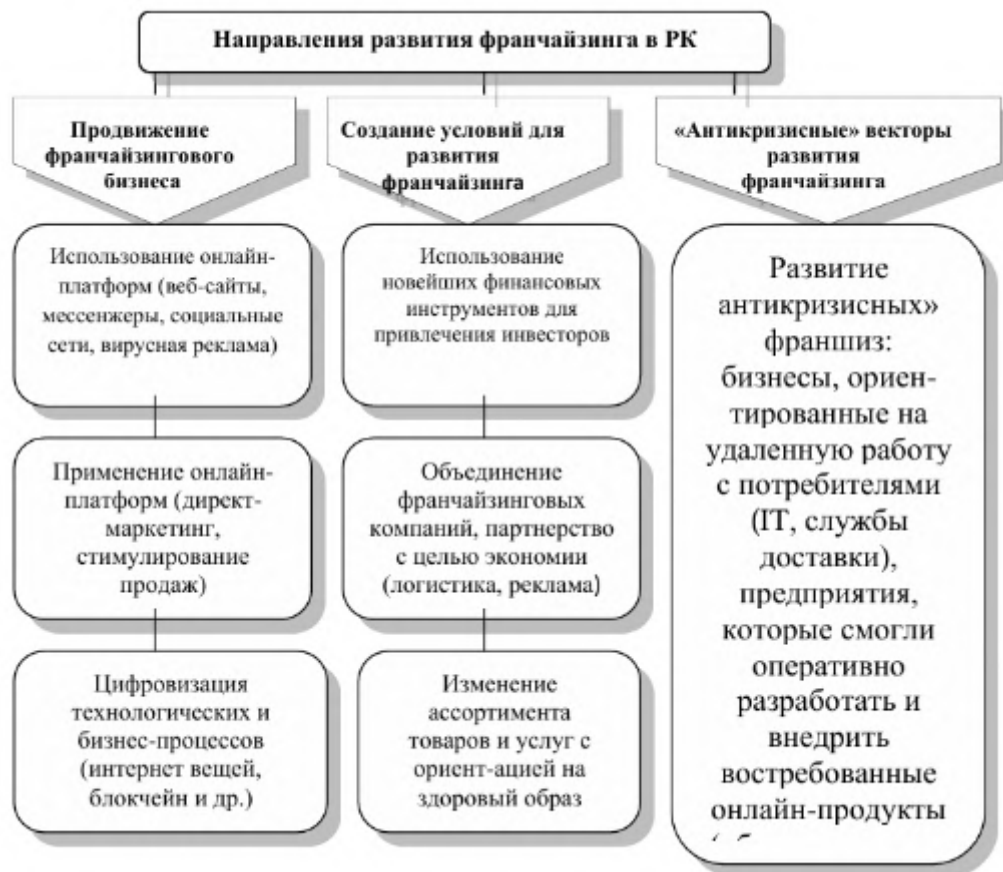 Направления развития франчайзинга в РК
Продвижение
франчайзингового
бизнеса
Создание условий для
развития
франчайзинга
«Антикризисные» векторы
развития
франчайзинга
Использование онлайн-
платформ (веб-сайты,
мессенжеры, социальные
сети, вирусная реклама)
Применение онлайн-
платформ (директ-
маркетинг,
стимулирование
продаж)
Цифровизация
технологических и
бизнес-процессов
(интернет вещей,
блокчейн и др.)
Использование
новейших финансовых
инструментов для
привлечения инвесторов
Объединение
франчайзинговых
компаний, партнерство
с целью экономии
(логистика, реклама)
Изменение
ассортимента
товаров и услуг с
ориент-ацией на
здоровый образ
Развитие
антикризисных»
франшиз:
бизнесы, ориен-
тированные на
удаленную работу
с потребителями
(IT, службы
доставки),
предприятия,
которые смогли
оперативно
разработать и
внедрить
востребованные
онлайн-продукты